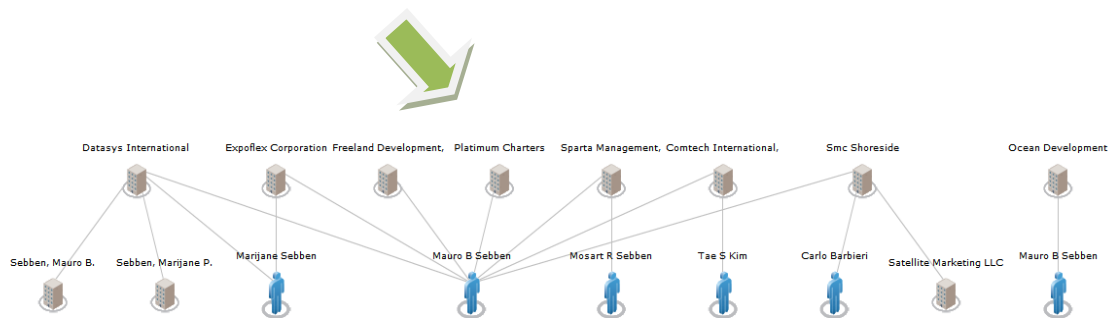 Datasys International
Expoflex Corporation
Freeland Development,
Platimum Charters
Sparta Management,
Comtech International,
Smc Shoreside
Ocean Development
Sebben, Mauro B.
Sebben, Marijane P.
Marijane Sebben
Mauro B Sebben
Mosart R Sebben
Tae S Kim
Carlo Barbieri
Satellite Marketing LLC
Mauro B Sebben